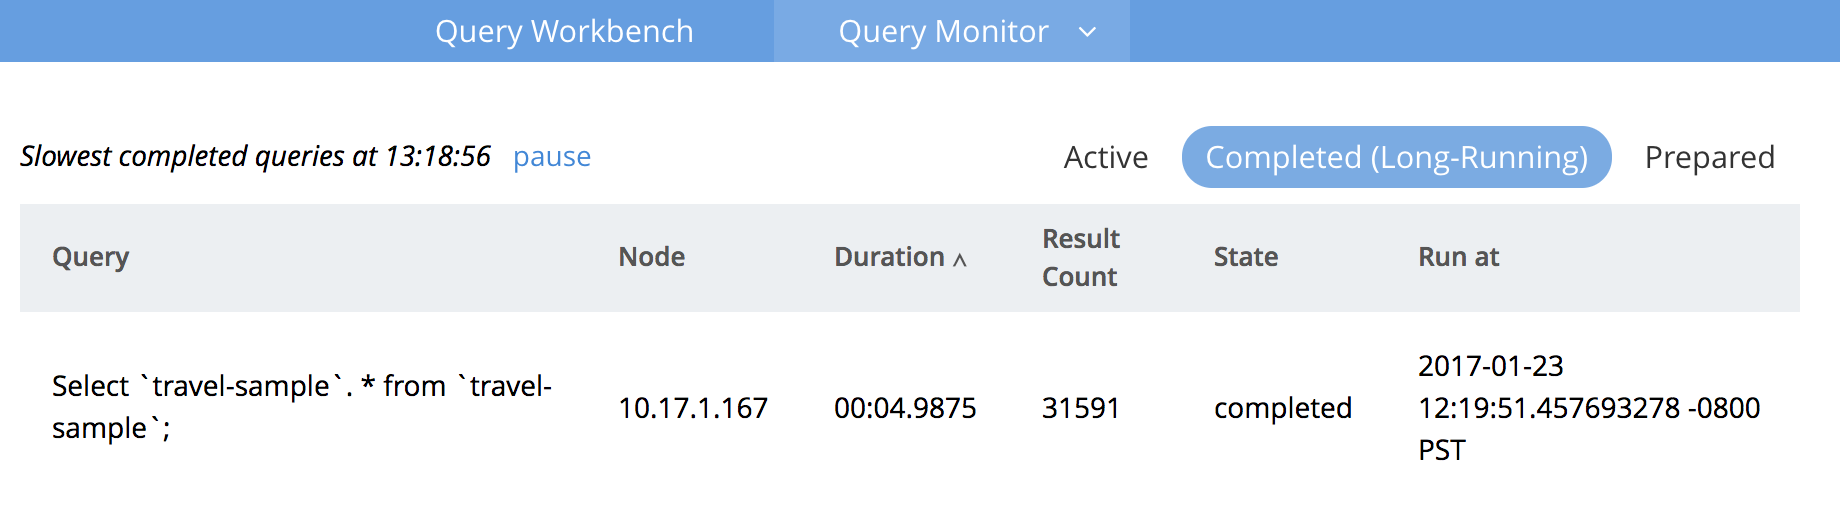 Query Workbench
Query Monitor
Slowest completed queries at 13:18:56 pause
Active
Completed (Long-Running)
Prepared
Query
Node
Duration ^
Result
Count
State
Run at
Select `travel-sample`. * from `travel-
sample`;
10.17.1.167
00:04.9875
31591
completed
2017-01-23
12:19:51.457693278 -0800
PST